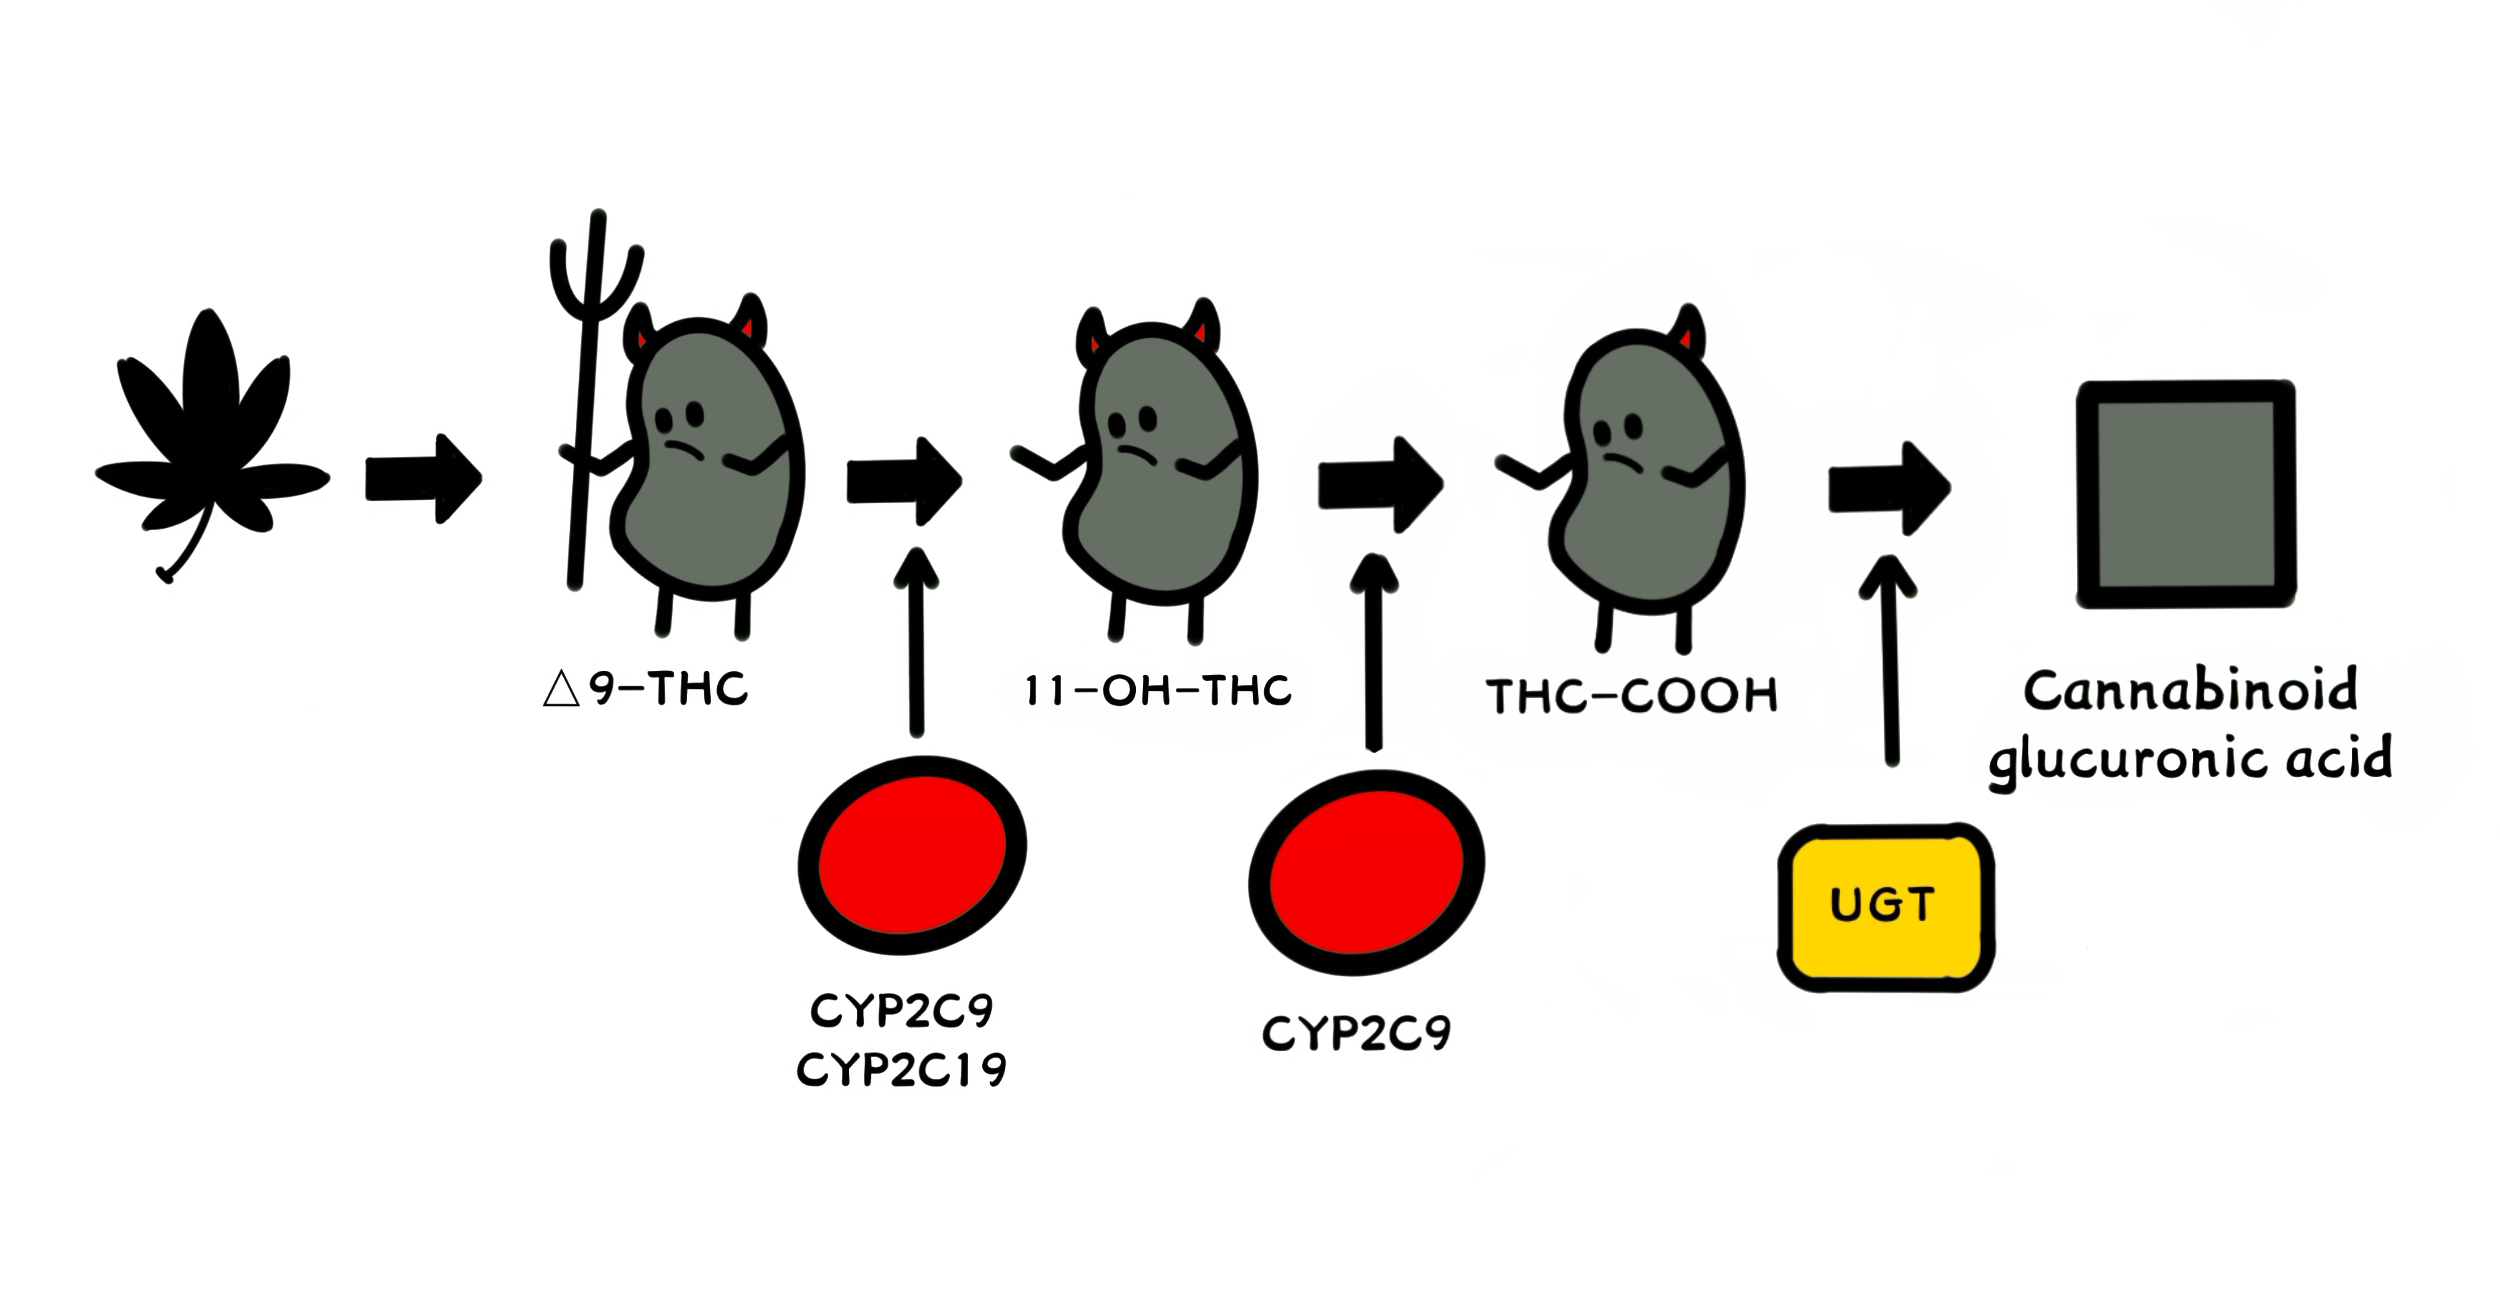 △9-THC
11-OH-THC
THC-COOH
Cannabinoid
glucuronic acid
UGT
CYP2C9
CYP2C19
CYP2C9